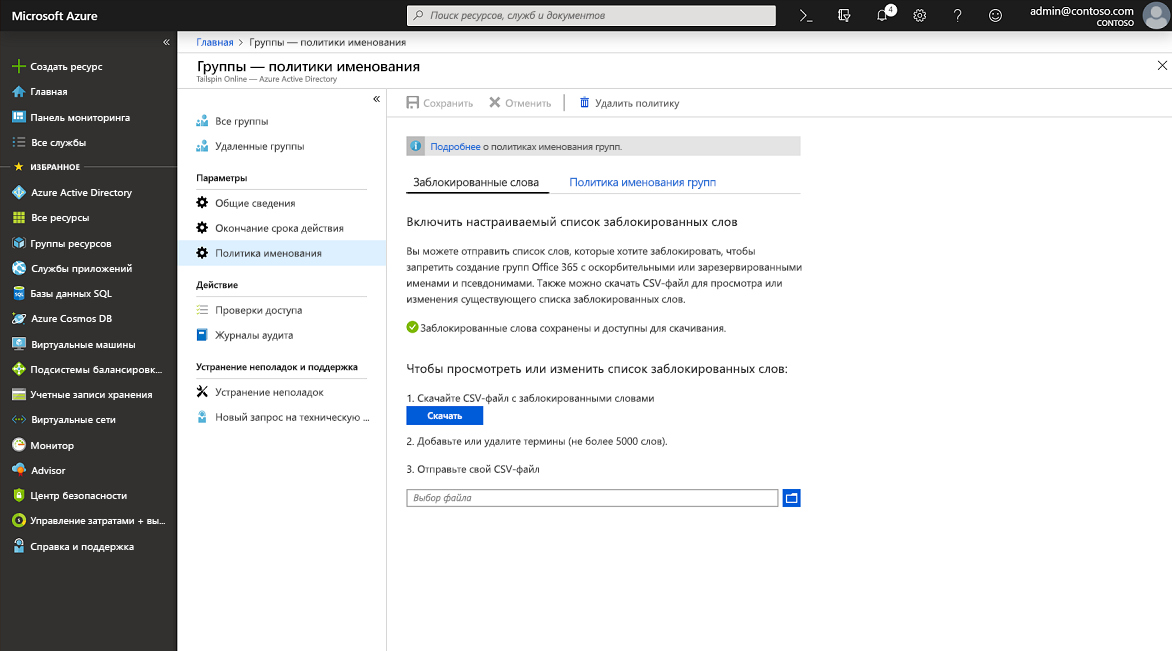 Microsoft Azure
Поиск ресурсов, служб и документов
4
admin@contoso.com
CONTOSO
«
Создать ресурс
Главная
Панель мониторинга
Все службы
ИЗБРАННОЕ
Azure Active Directory
Все ресурсы
Группы ресурсов
Службы приложений
Базы данных SQL
Azure Cosmos DB
Виртуальные машины
Подсистемы балансировк...
Учетные записи хранения
Виртуальные сети
Монитор
Advisor
Центр безопасности
Управление затратами + вы...
Справка и поддержка
Главная > Группы — политики именования
Группы — политики именования
Tailspin Online — Azure Active Directory
«
Все группы
Удаленные группы
Параметры
Общие сведения
Окончание срока действия
Политика именования
Действие
Проверки доступа
Журналы аудита
Устранение неполадок и поддержка
Устранение неполадок
Новый запрос на техническую ...
Сохранить Отменить Удалить политику
Подробнее о политиках именования групп.
Заблокированные слова Политика именования групп
Включить настраиваемый список заблокированных слов
Вы можете отправить список слов, которые хотите заблокировать, чтобы
запретить создание групп Office 365 с оскорбительными или зарезервированными
именами и псевдонимами. Также можно скачать CSV-файл для просмотра или
изменения существующего списка заблокированных слов.
Заблокированные слова сохранены и доступны для скачивания.
Чтобы просмотреть или изменить список заблокированных слов:
1. Скачайте CSV-файл с заблокированными словами
Скачать
2. Добавьте или удалите термины (не более 5000 слов).
3. Отправьте свой CSV-файл
Выбор файла